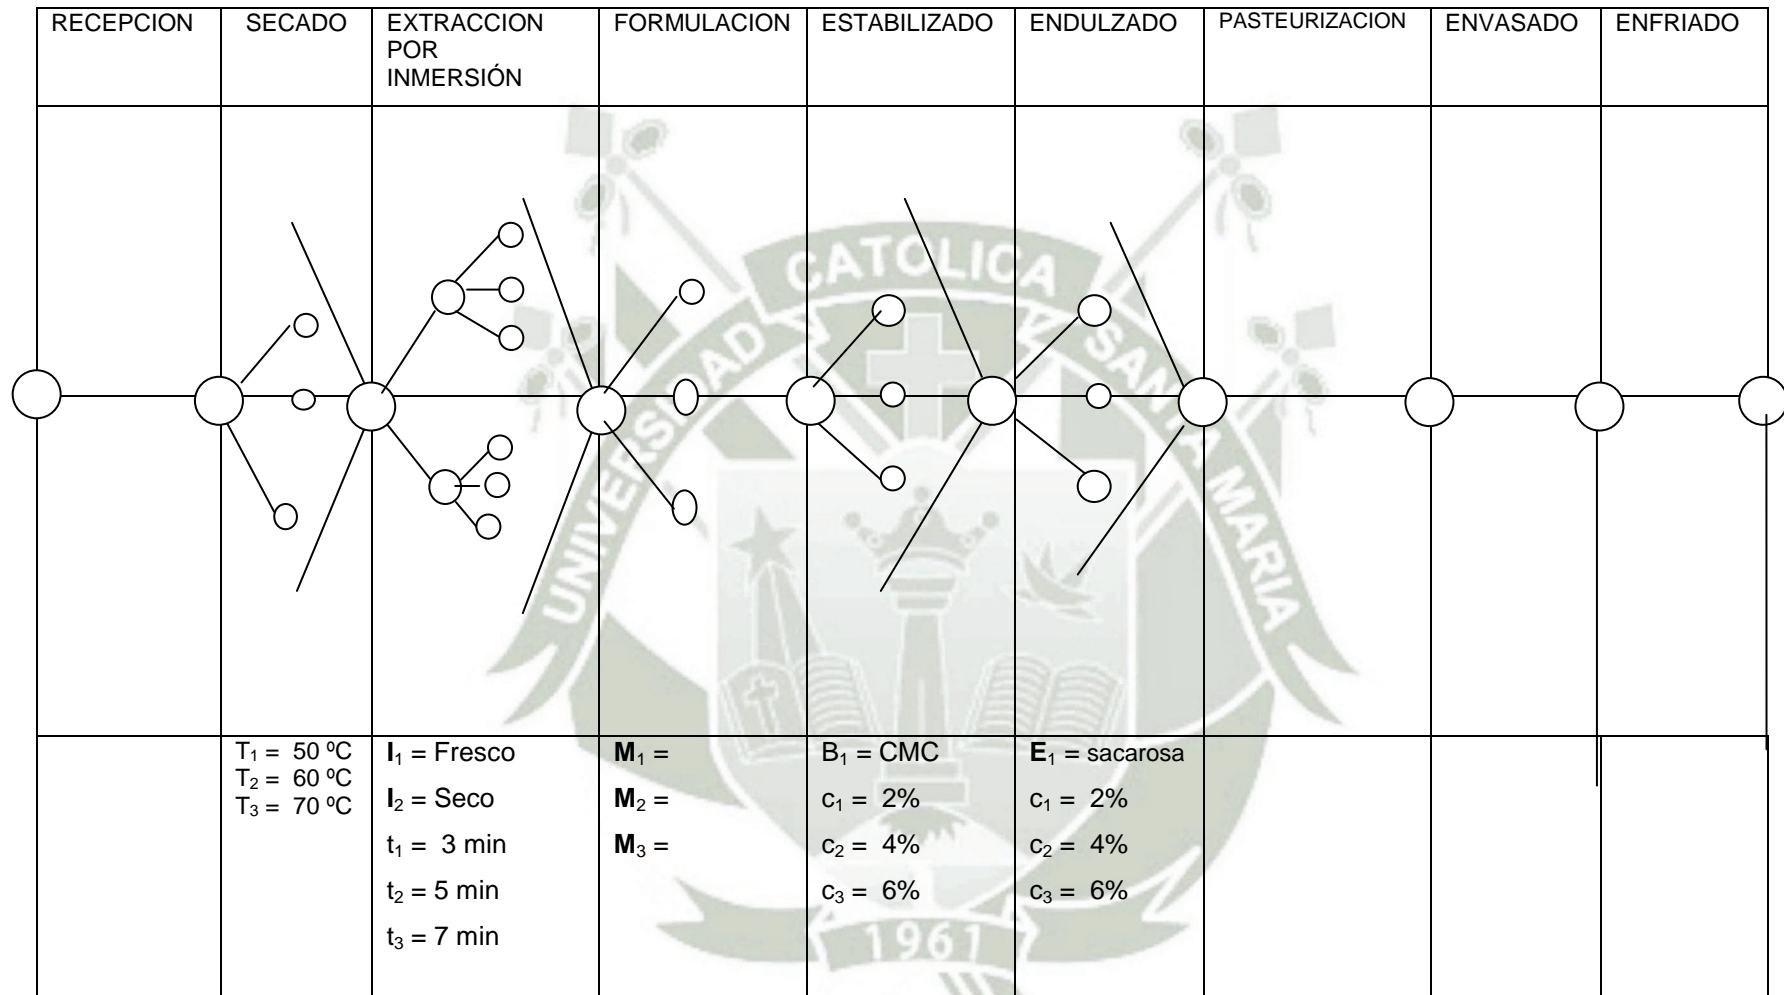 RECEPCION
SECADO
EXTRACCION
POR
INMERSIÓN
FORMULACION
ESTABILIZADO
ENDULZADO
PASTEURIZACION
ENVASADO
ENFRIADO
UNIVERSIDAD CATOLICA SANTA MARIA
T₁ = 50 ºC
T₂ = 60 ºC
T₃ = 70 ºC
I₁ = Fresco
I₂ = Seco
t₁ = 3 min
t₂ = 5 min
t₃ = 7 min
M₁ =
M₂ =
M₃ =
B₁ = CMC
c₁ = 2%
c₂ = 4%
c₃ = 6%
E₁ = sacarosa
c₁ = 2%
c₂ = 4%
c₃ = 6%
1961